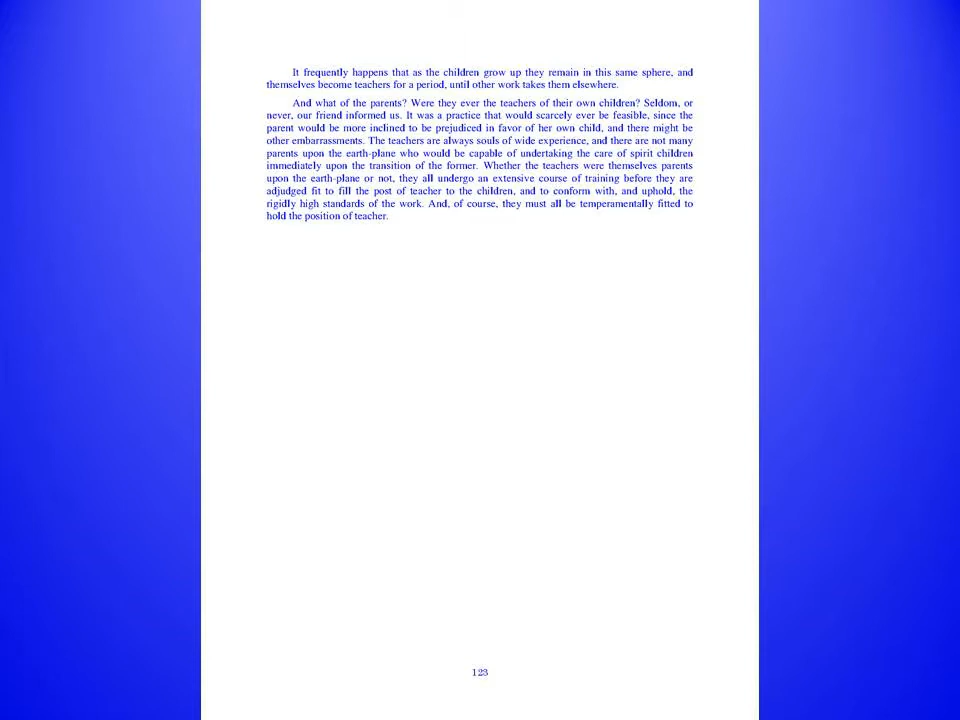 It frequently happens that as the children grow up they remain in this same sphere, and
themselves become teachers for a period, until other work takes them elsewhere.
And what of the parents? Were they ever the teachers of their own children? Seldom, or
never, our friend informed us. It was a practice that would scarcely ever be feasible, since the
parent would be more inclined to be prejudiced in favor of her own child, and there might be
other embarrassments. The teachers are always souls of wide experience, and there are not many
parents upon the earth-plane who would be capable of undertaking the care of spirit children
immediately upon the transition of the former. Whether the teachers were themselves parents
upon the earth-plane or not, they all undergo an extensive course of training before they are
adjudged fit to fill the post of teacher to the children, and to conform with, and uphold, the
rigidly high standards of the work. And, of course, they must all be temperamentally fitted to
hold the position of teacher.
123